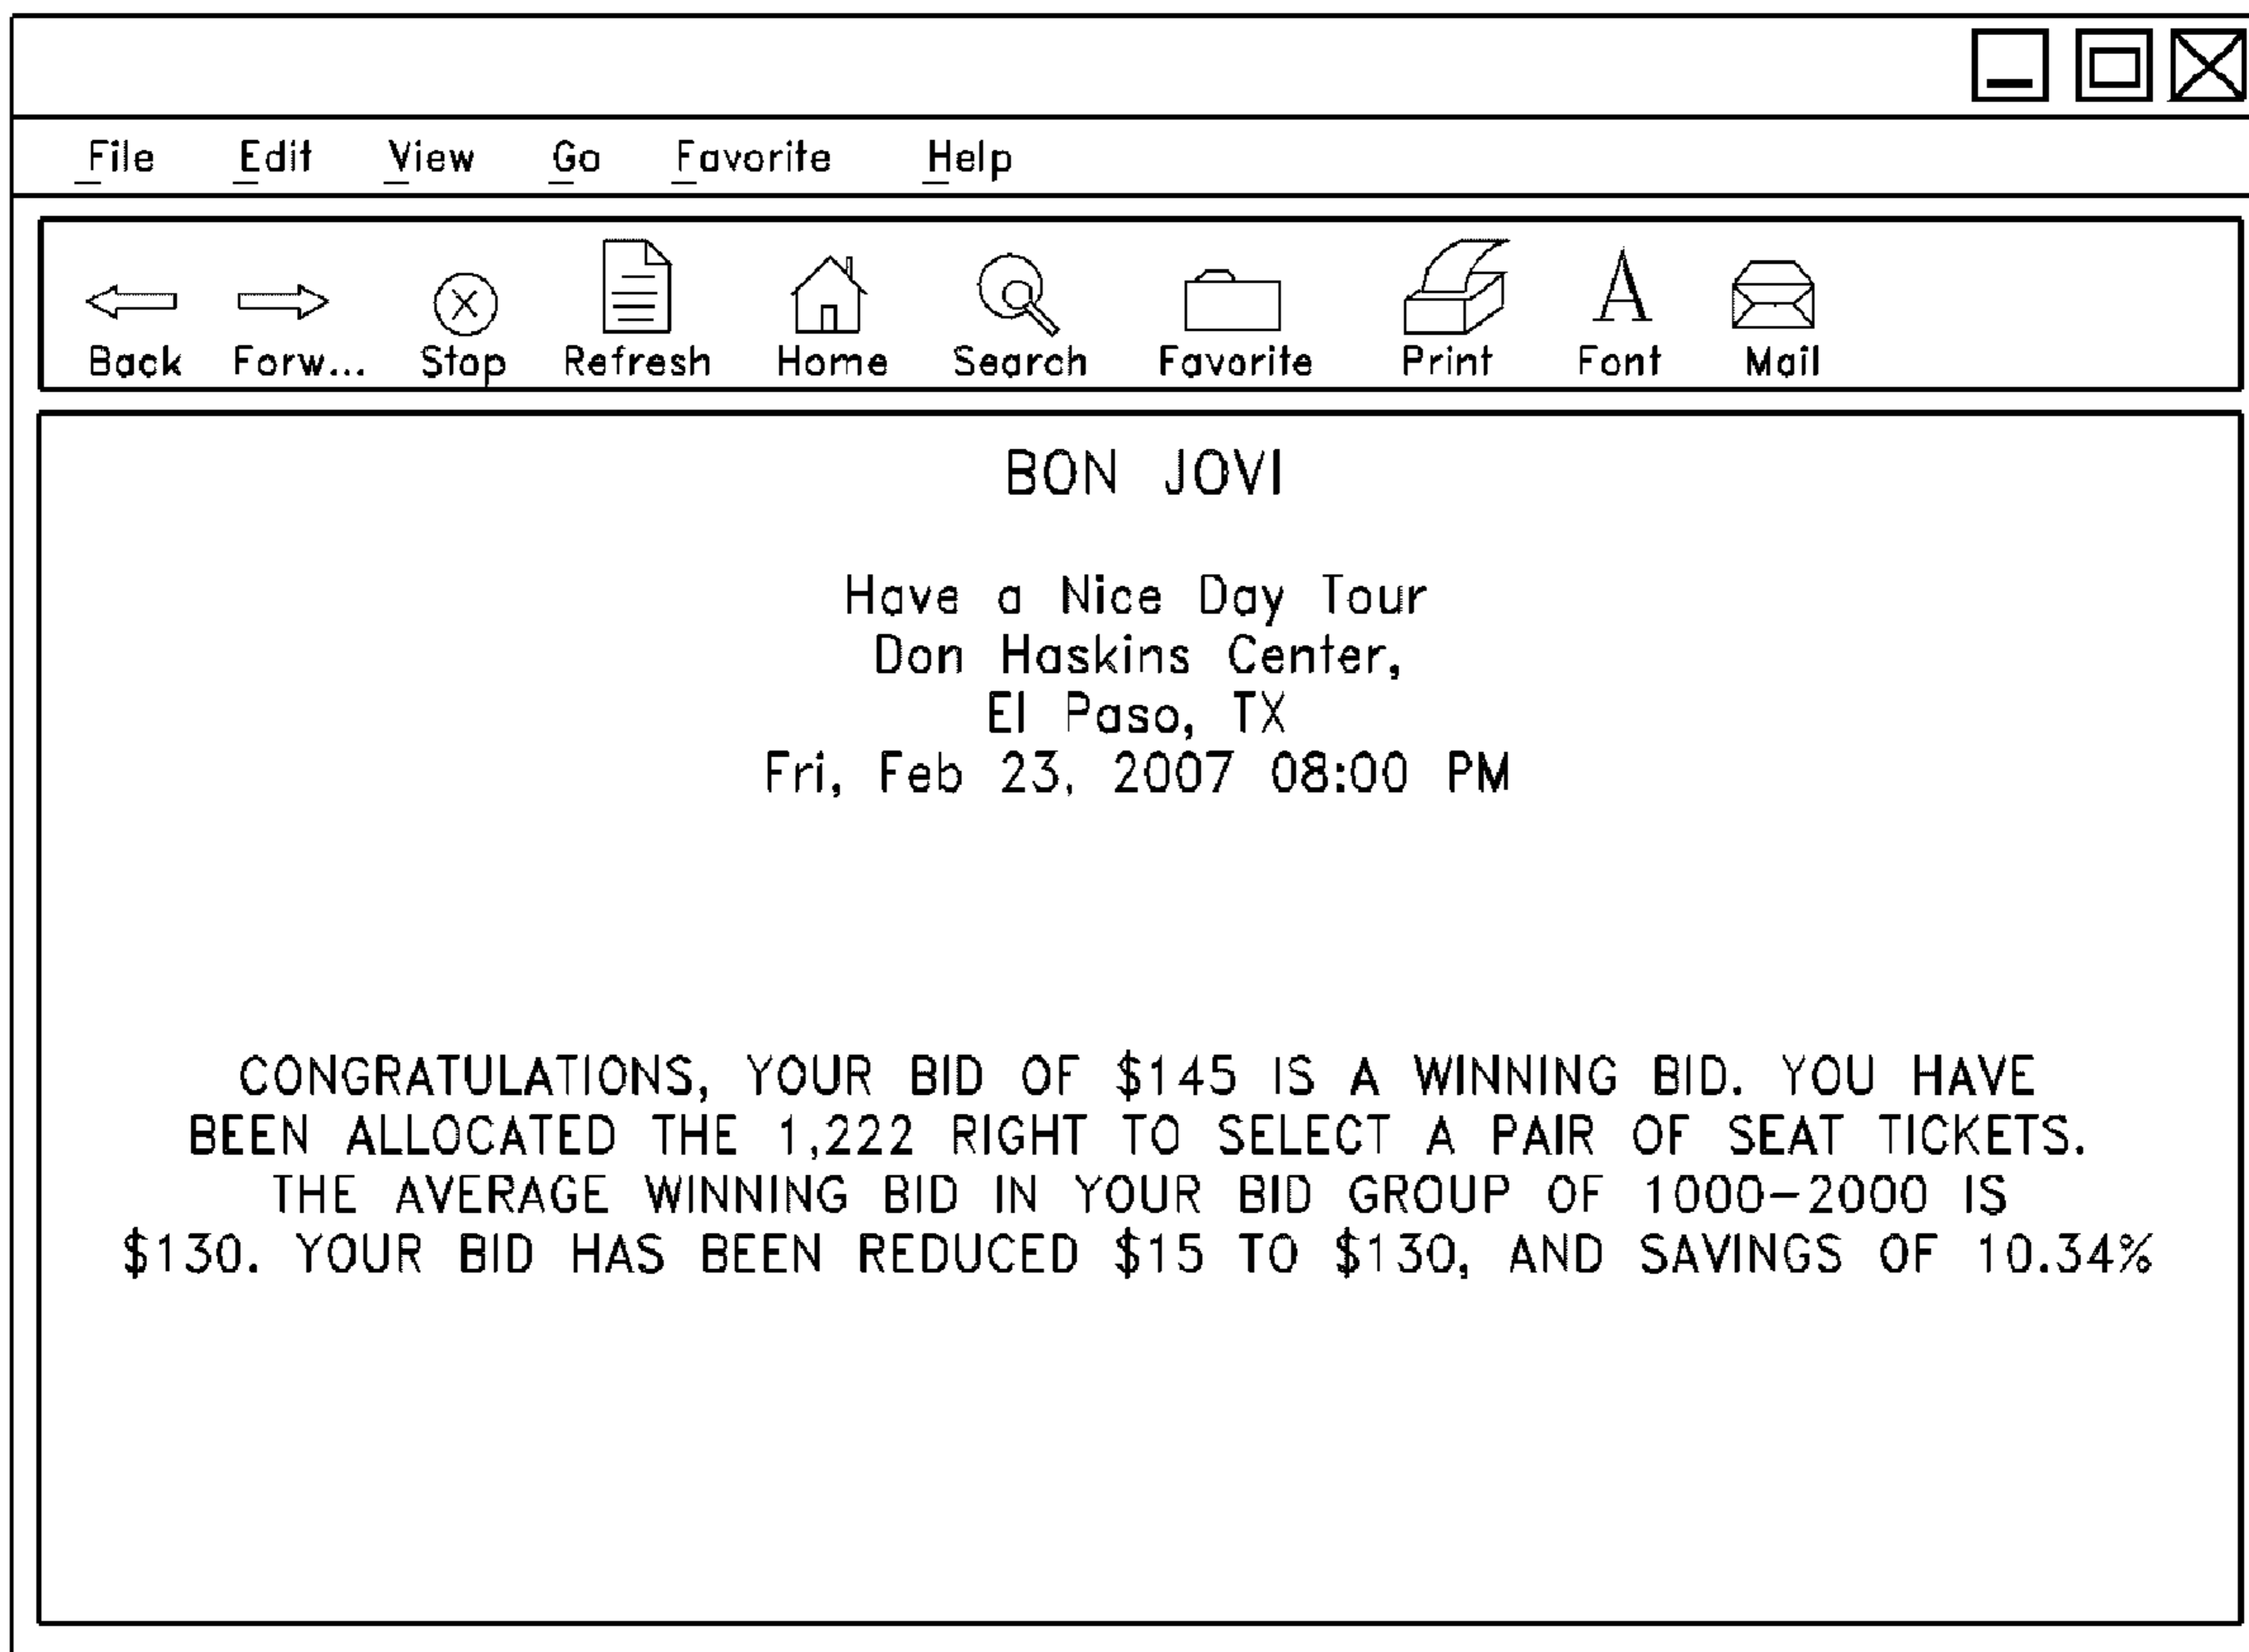 File Edit View Go Favorite Help
Back Forw... Stop Refresh Home Search Favorite Print Font Mail
BON JOVI
Have a Nice Day Tour
Don Haskins Center,
El Paso, TX
Fri, Feb 23, 2007 08:00 PM
CONGRATULATIONS, YOUR BID OF $145 IS A WINNING BID. YOU HAVE
BEEN ALLOCATED THE 1,222 RIGHT TO SELECT A PAIR OF SEAT TICKETS.
THE AVERAGE WINNING BID IN YOUR BID GROUP OF 1000-2000 IS
$130. YOUR BID HAS BEEN REDUCED $15 TO $130, AND SAVINGS OF 10.34%